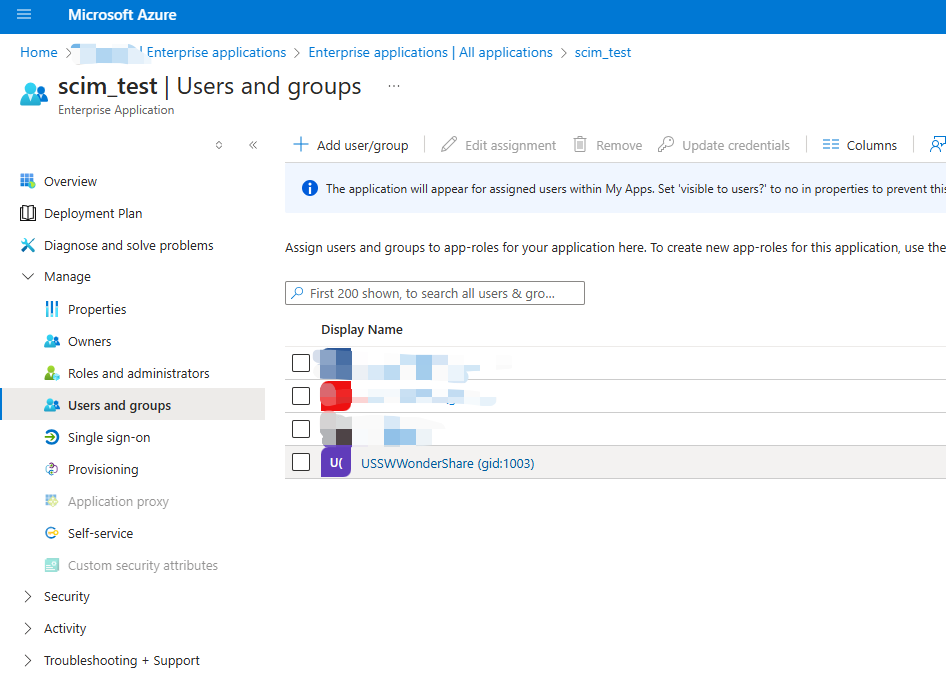 Microsoft Azure
Home > | Enterprise applications > Enterprise applications | All applications > scim_test
scim_test | Users and groups ...
Enterprise Application
Add user/group Edit assignment Remove Update credentials Columns
Overview
The application will appear for assigned users within My Apps. Set 'visible to users?' to no in properties to prevent this
Deployment Plan
Diagnose and solve problems
Assign users and groups to app-roles for your application here. To create new app-roles for this application, use the
Manage
First 200 shown, to search all users & gro...
Properties
Display Name
Owners
Roles and administrators
Users and groups
Single sign-on
U( USSWWonderShare (gid:1003)
Provisioning
Application proxy
Self-service
Custom security attributes
Security
Activity
Troubleshooting + Support